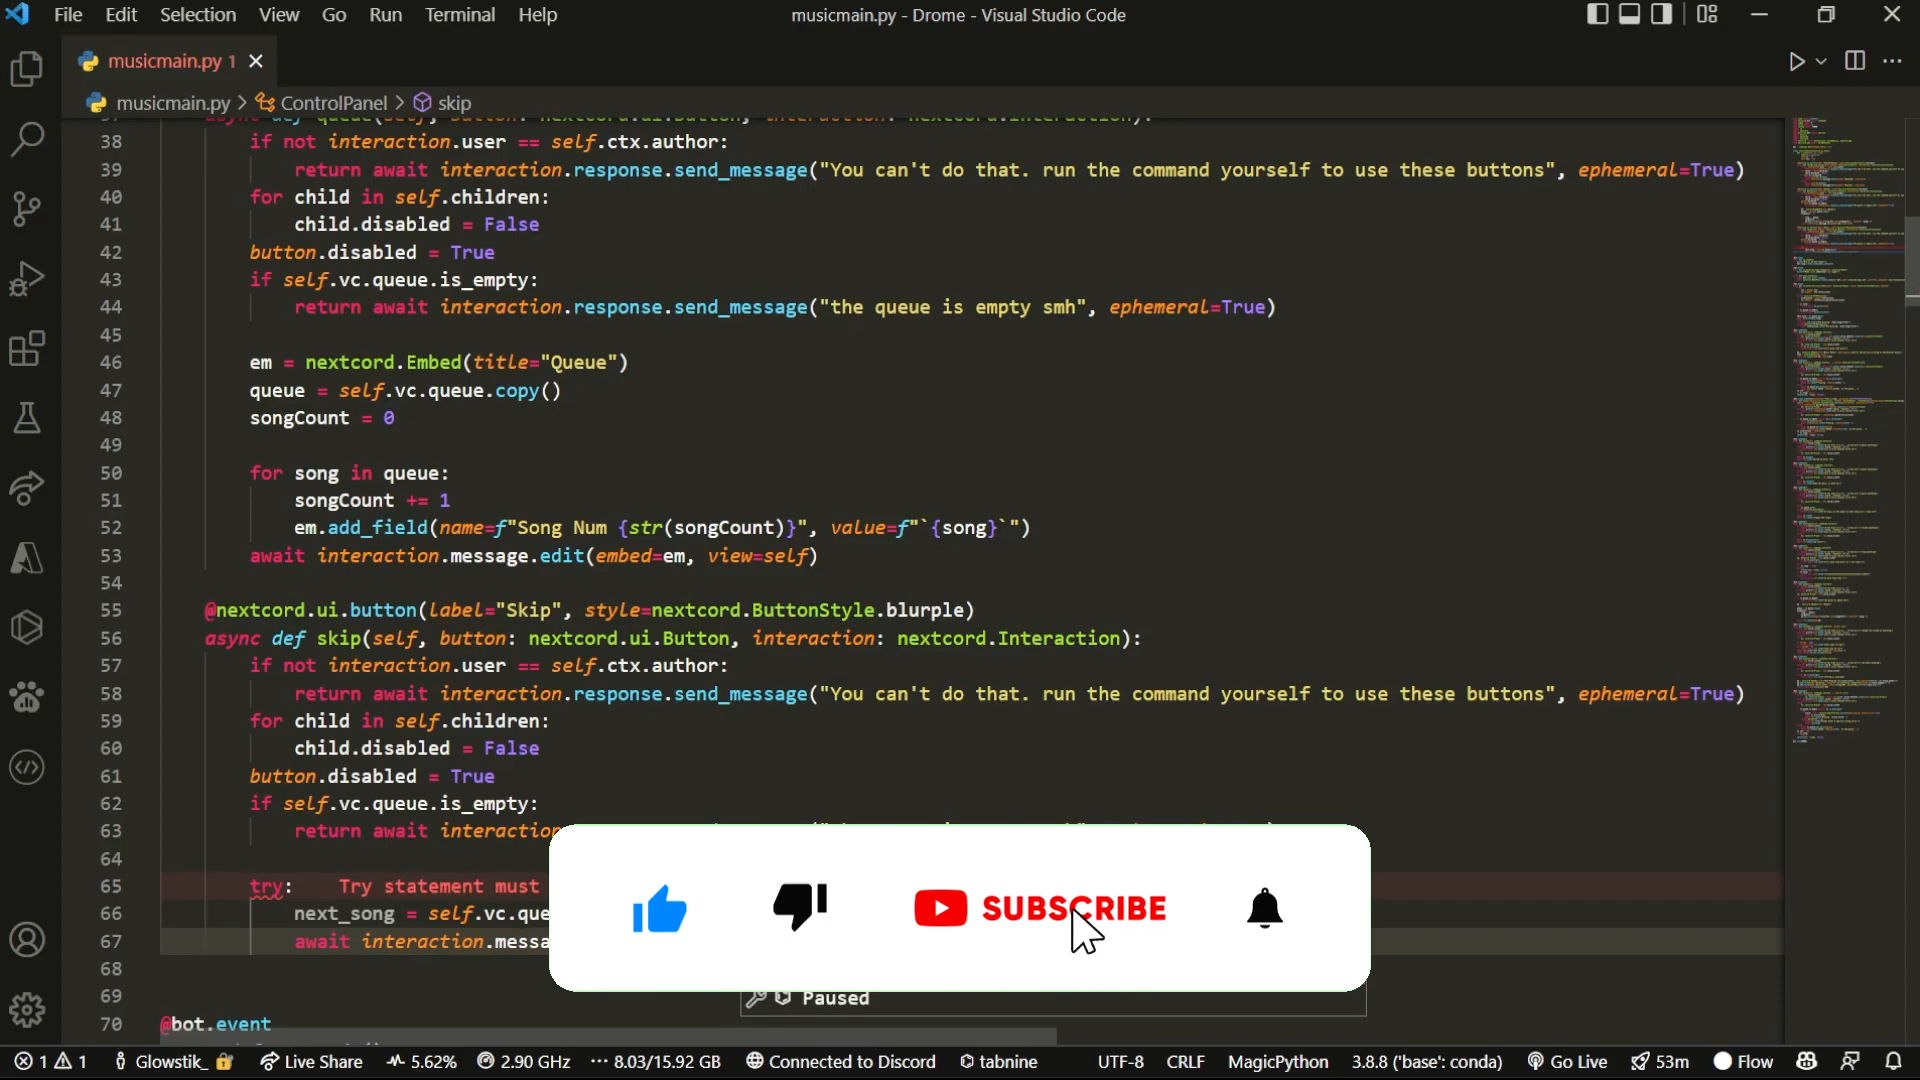 File Edit Selection View Go Run Terminal Help
musicmain.py - Drome - Visual Studio Code
musicmain.py 1
musicmain.py > ControlPanel > skip
38 if not interaction.user == self.ctx.author:
39 return await interaction.response.send_message("You can't do that. run the command yourself to use these buttons", ephemeral=True)
40 for child in self.children:
41 child.disabled = False
42 button.disabled = True
43 if self.vc.queue.is_empty:
44 return await interaction.response.send_message("the queue is empty smh", ephemeral=True)
45
46 em = nextcord.Embed(title="Queue")
47 queue = self.vc.queue.copy()
48 songCount = 0
49
50 for song in queue:
51 songCount += 1
52 em.add_field(name=f"Song Num {str(songCount)}", value=f"`{song}`")
53 await interaction.message.edit(embed=em, view=self)
54
55 @nextcord.ui.button(label="Skip", style=nextcord.ButtonStyle.blurple)
56 async def skip(self, button: nextcord.ui.Button, interaction: nextcord.Interaction):
57 if not interaction.user == self.ctx.author:
58 return await interaction.response.send_message("You can't do that. run the command yourself to use these buttons", ephemeral=True)
59 for child in self.children:
60 child.disabled = False
61 button.disabled = True
62 if self.vc.queue.is_empty:
63 return await interaction
64
65 try: Try statement must
66 next_song = self.vc.que
67 await interaction.messa
SUBSCRIBE
68
69
Paused
70 @bot.event
1 1 Glowstik_ Live Share 5.62% 2.90 GHz 8.03/15.92 GB Connected to Discord tabnine UTF-8 CRLF MagicPython 3.8.8 ('base': conda) Go Live 53m Flow